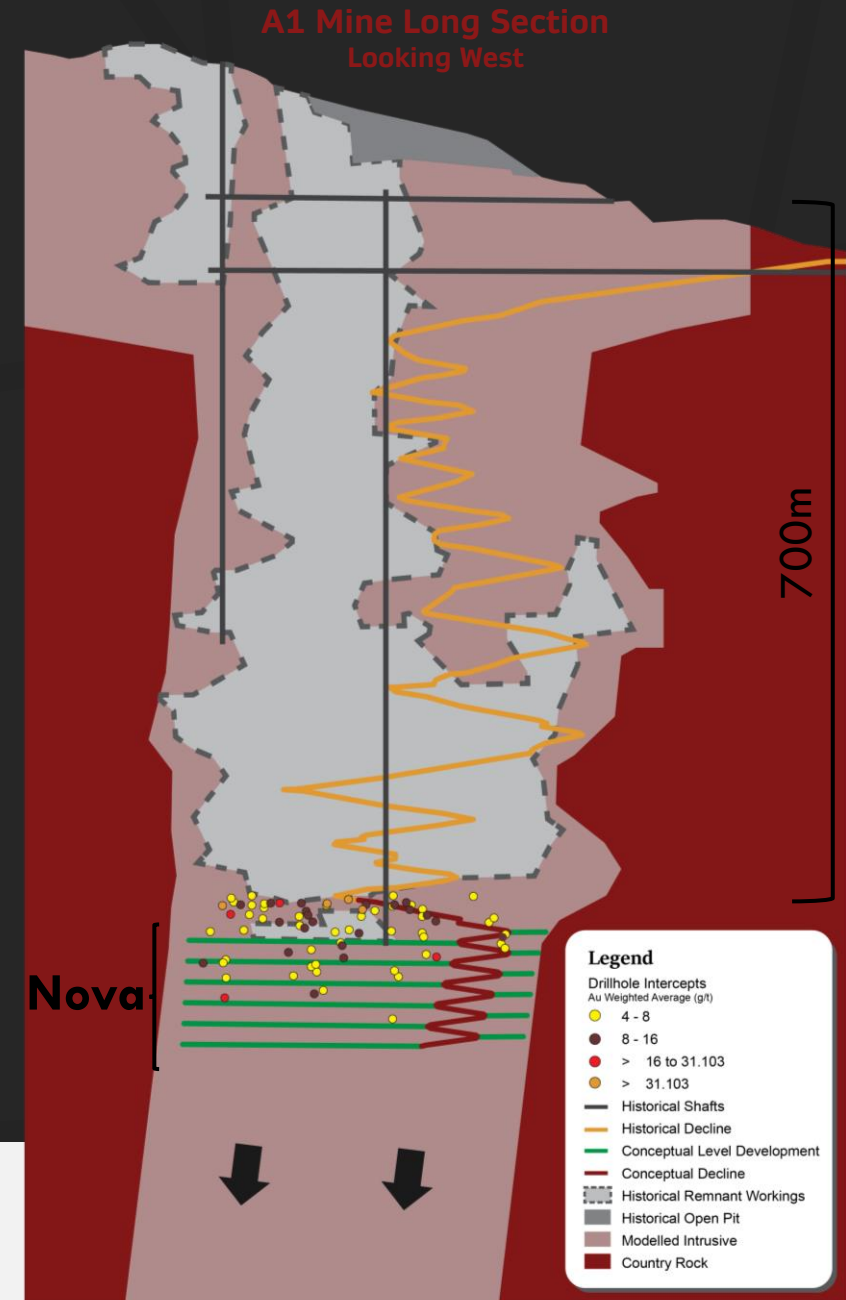 A1 Mine Long Section
Looking West
700m
Nova
Legend
Drillhole Intercepts
Au Weighted Average (g/t)
4 - 8
8 - 16
> 16 to 31.103
> 31.103
Historical Shafts
Historical Decline
Conceptual Level Development
Conceptual Decline
Historical Remnant Workings
Historical Open Pit
Modelled Intrusive
Country Rock